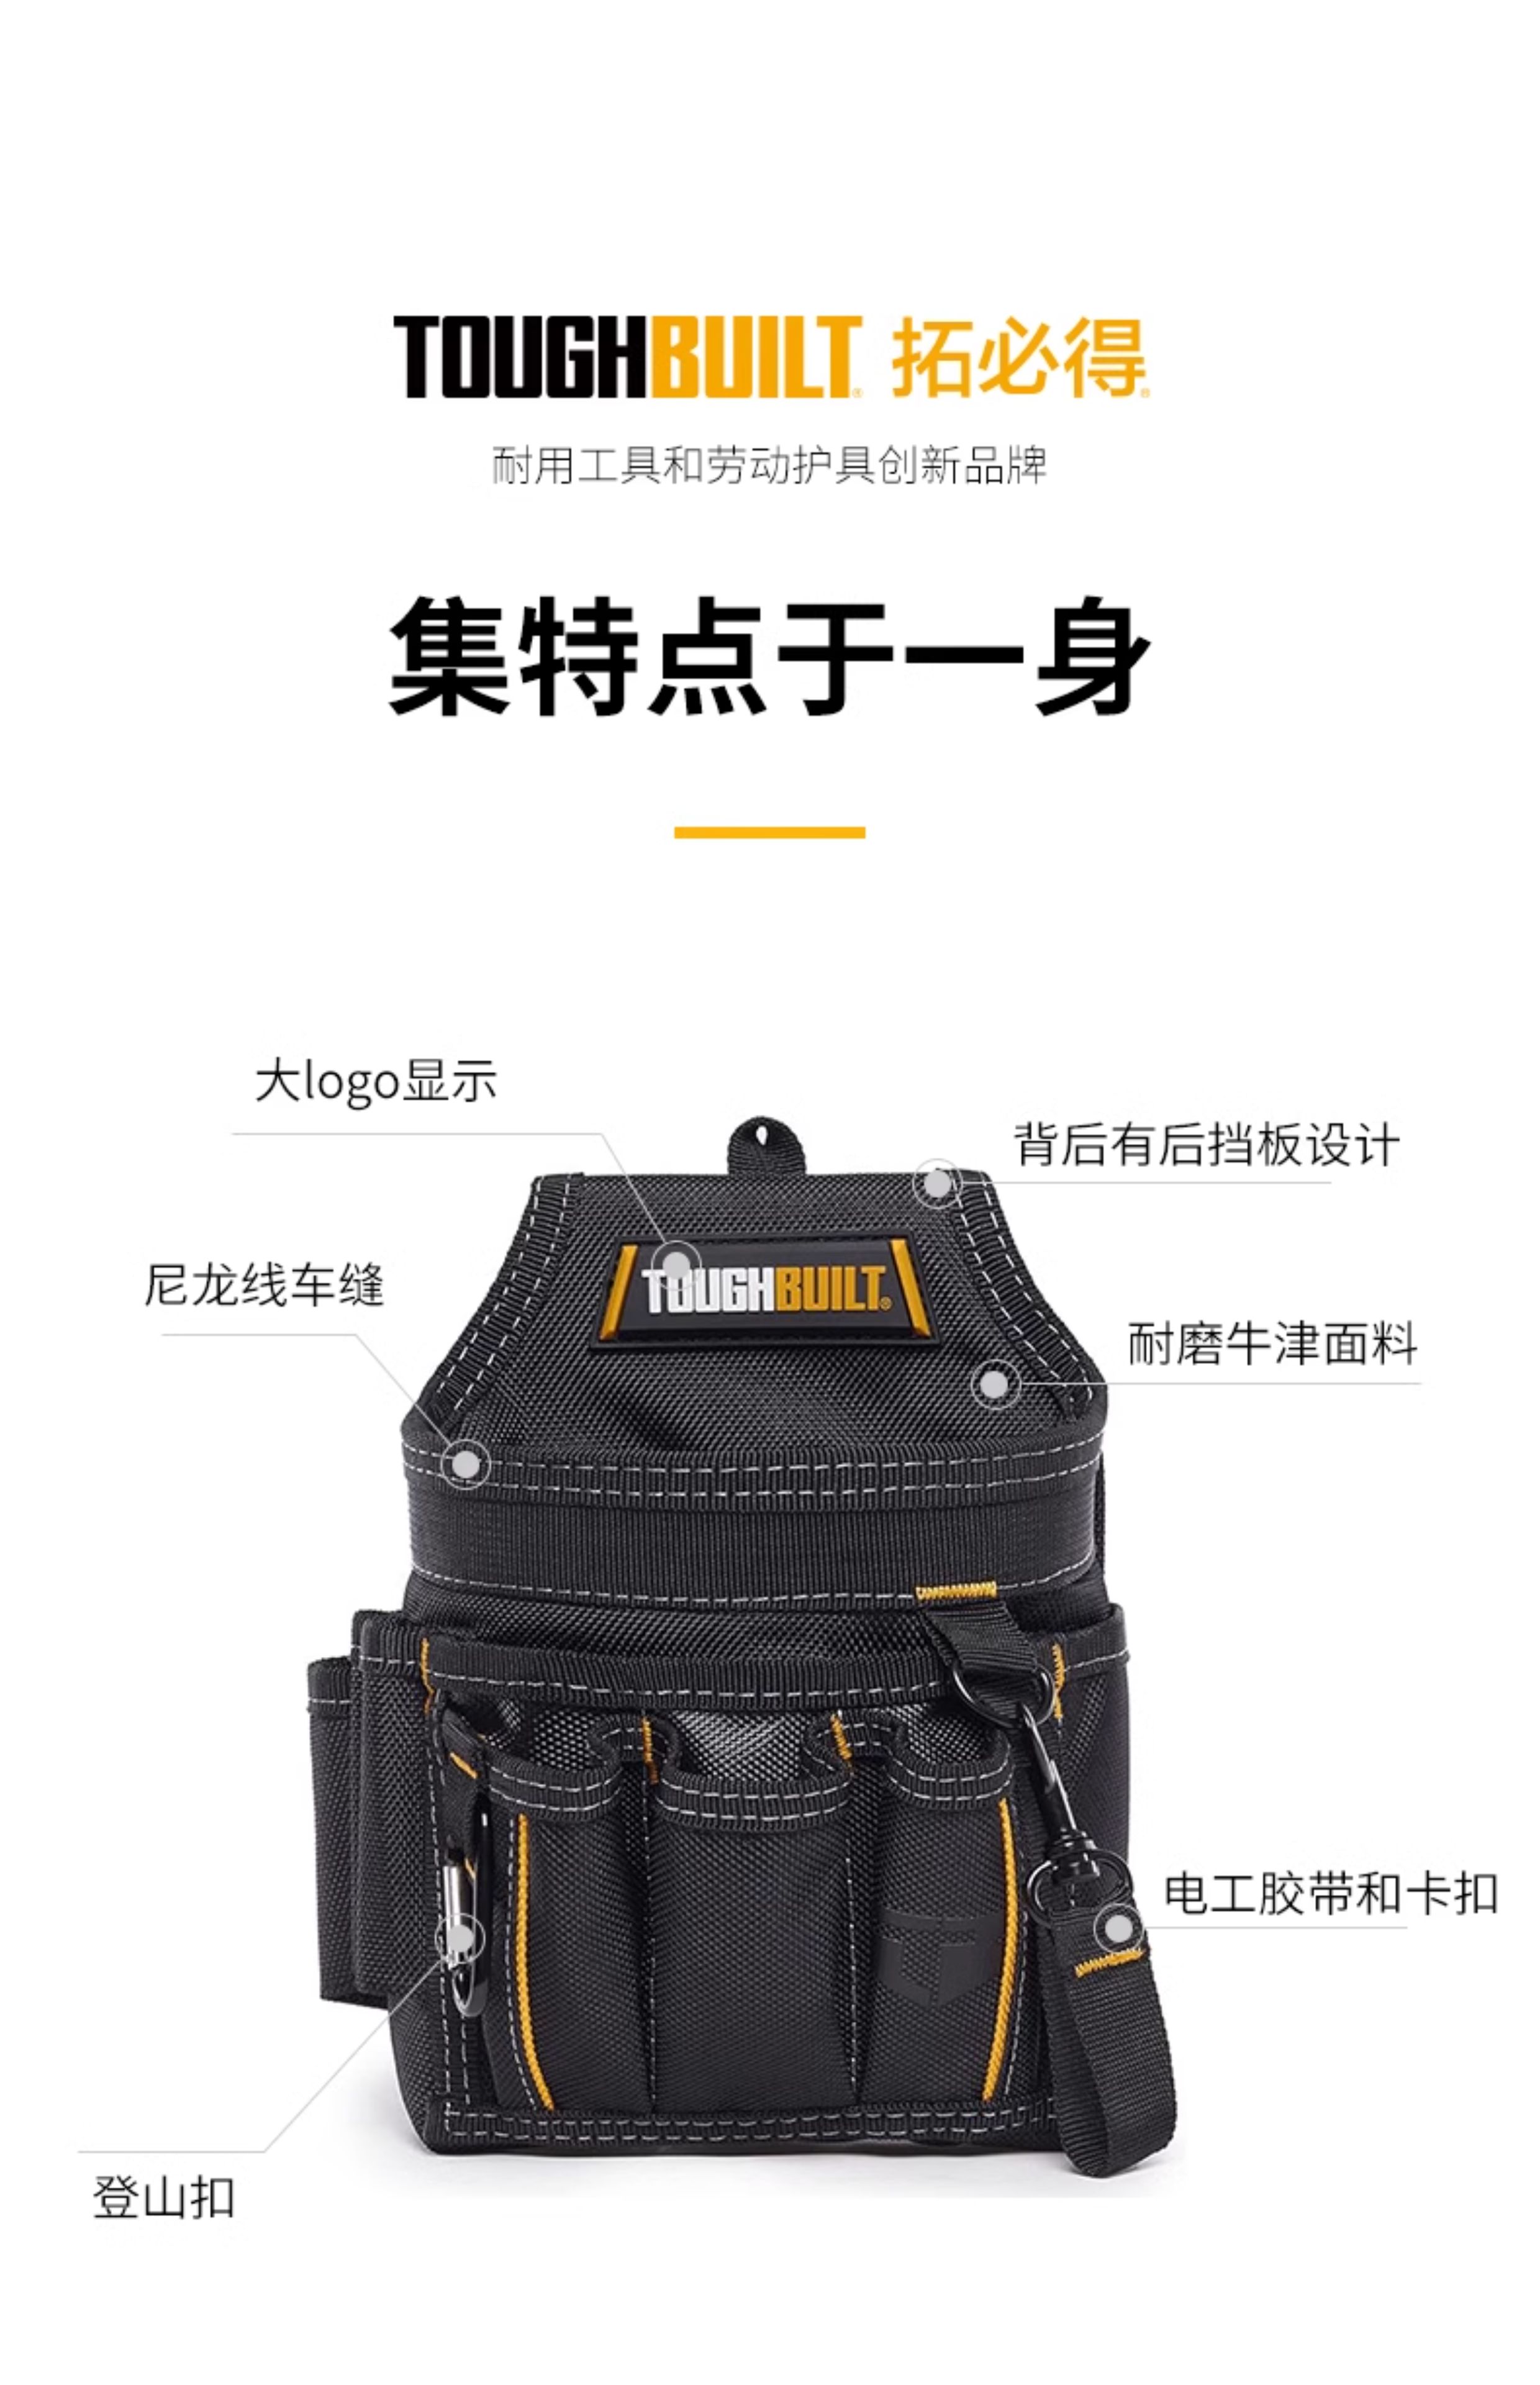 TOUGHBUILT® 拓必得®
耐用工具和劳动护具创新品牌
集特点于一身
大logo显示
背后有后挡板设计
TOUGHBUILT®
尼龙线车缝
耐磨牛津面料
电工胶带和卡扣
登山扣